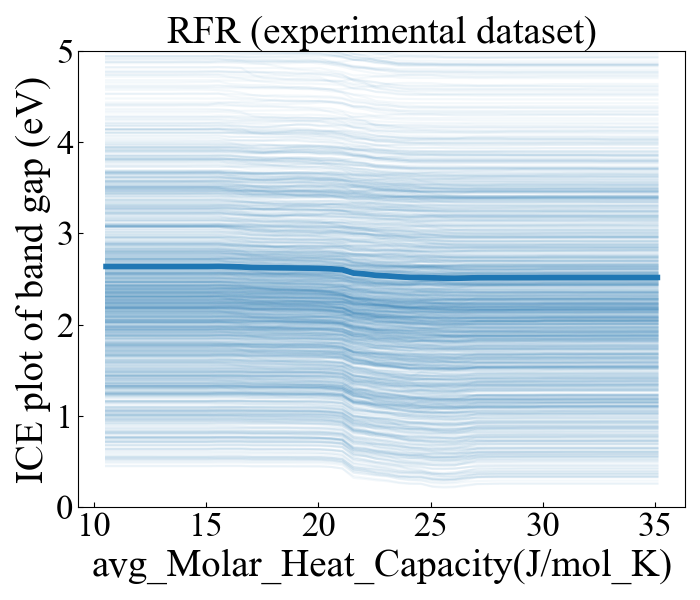 RFR (experimental dataset)
ICE plot of band gap (eV)
5
4
3
2
1
0
10 15 20 25 30 35
avg_Molar_Heat_Capacity(J/mol_K)